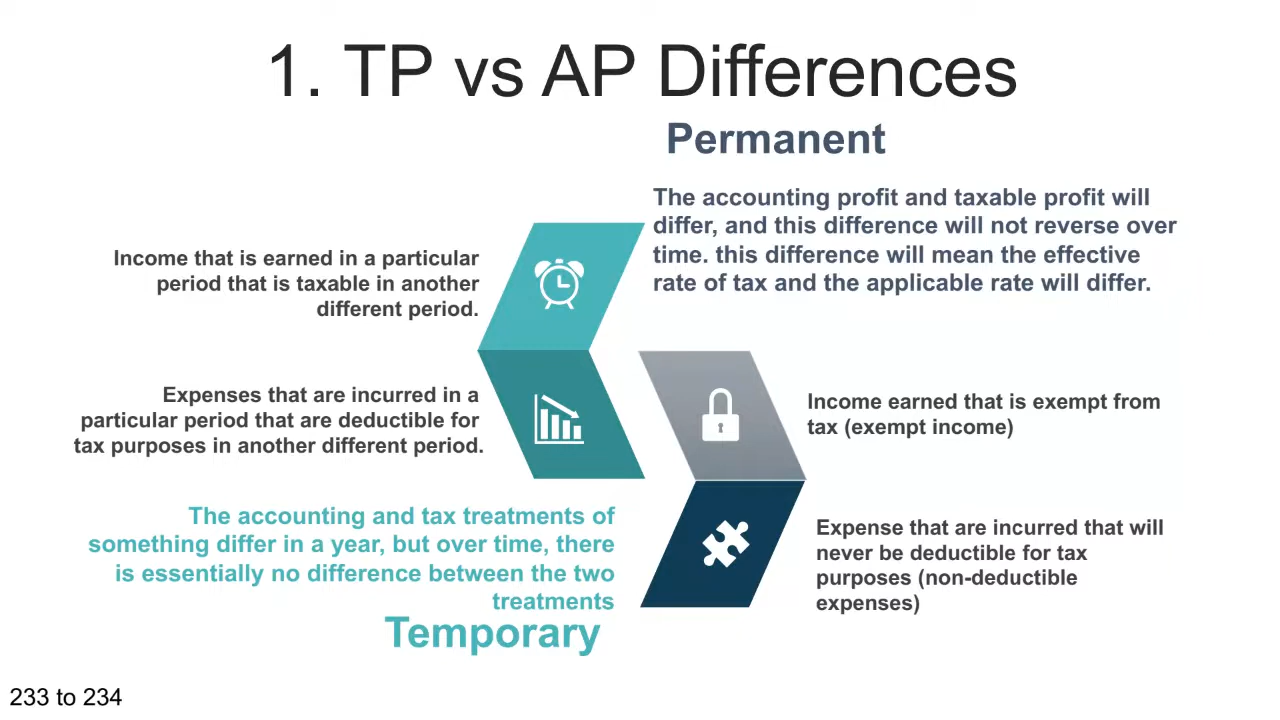 1. TP vs AP Differences
Permanent
The accounting profit and taxable profit will
differ, and this difference will not reverse over
time. this difference will mean the effective
rate of tax and the applicable rate will differ.
Income that is earned in a particular
period that is taxable in another
different period.
Expenses that are incurred in a
particular period that are deductible for
tax purposes in another different period.
Income earned that is exempt from
tax (exempt income)
The accounting and tax treatments of
something differ in a year, but over time, there
is essentially no difference between the two
treatments
Temporary
Expense that are incurred that will
never be deductible for tax
purposes (non-deductible
expenses)
233 to 234